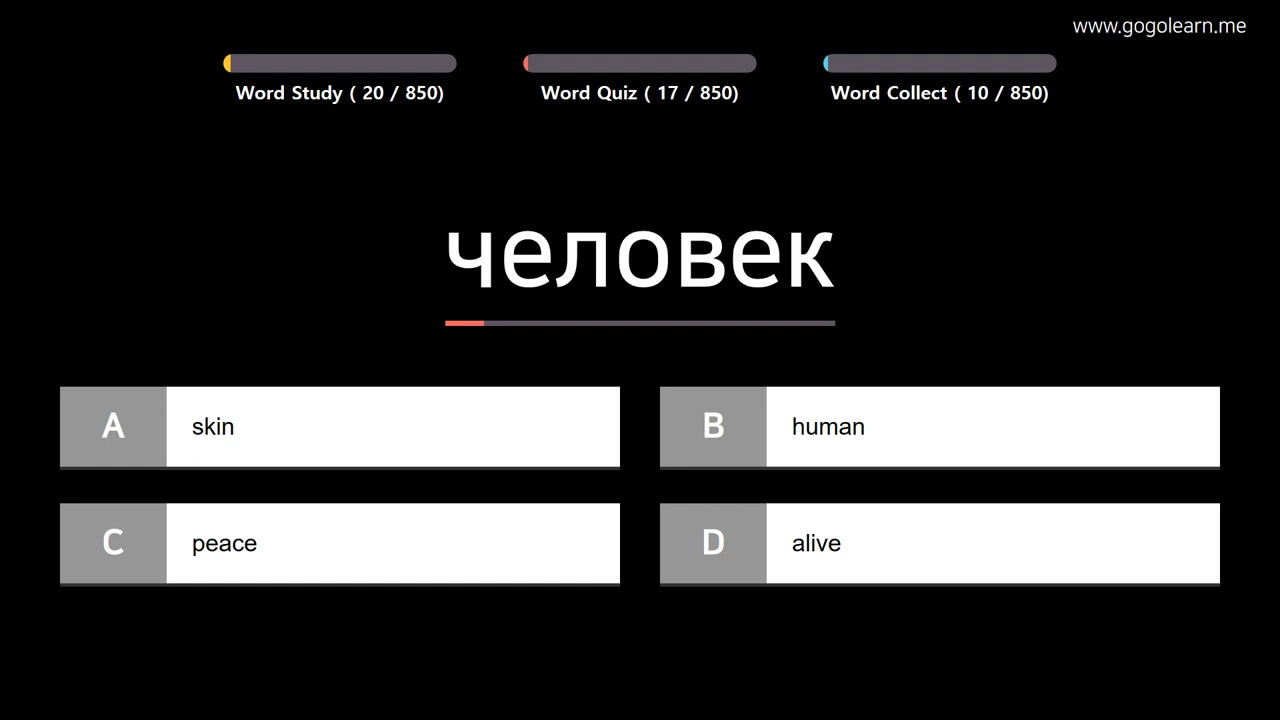 www.gogolearn.me
Word Study ( 20 / 850)
Word Quiz ( 17 / 850)
Word Collect ( 10 / 850)
человек
A skin
B human
C peace
D alive